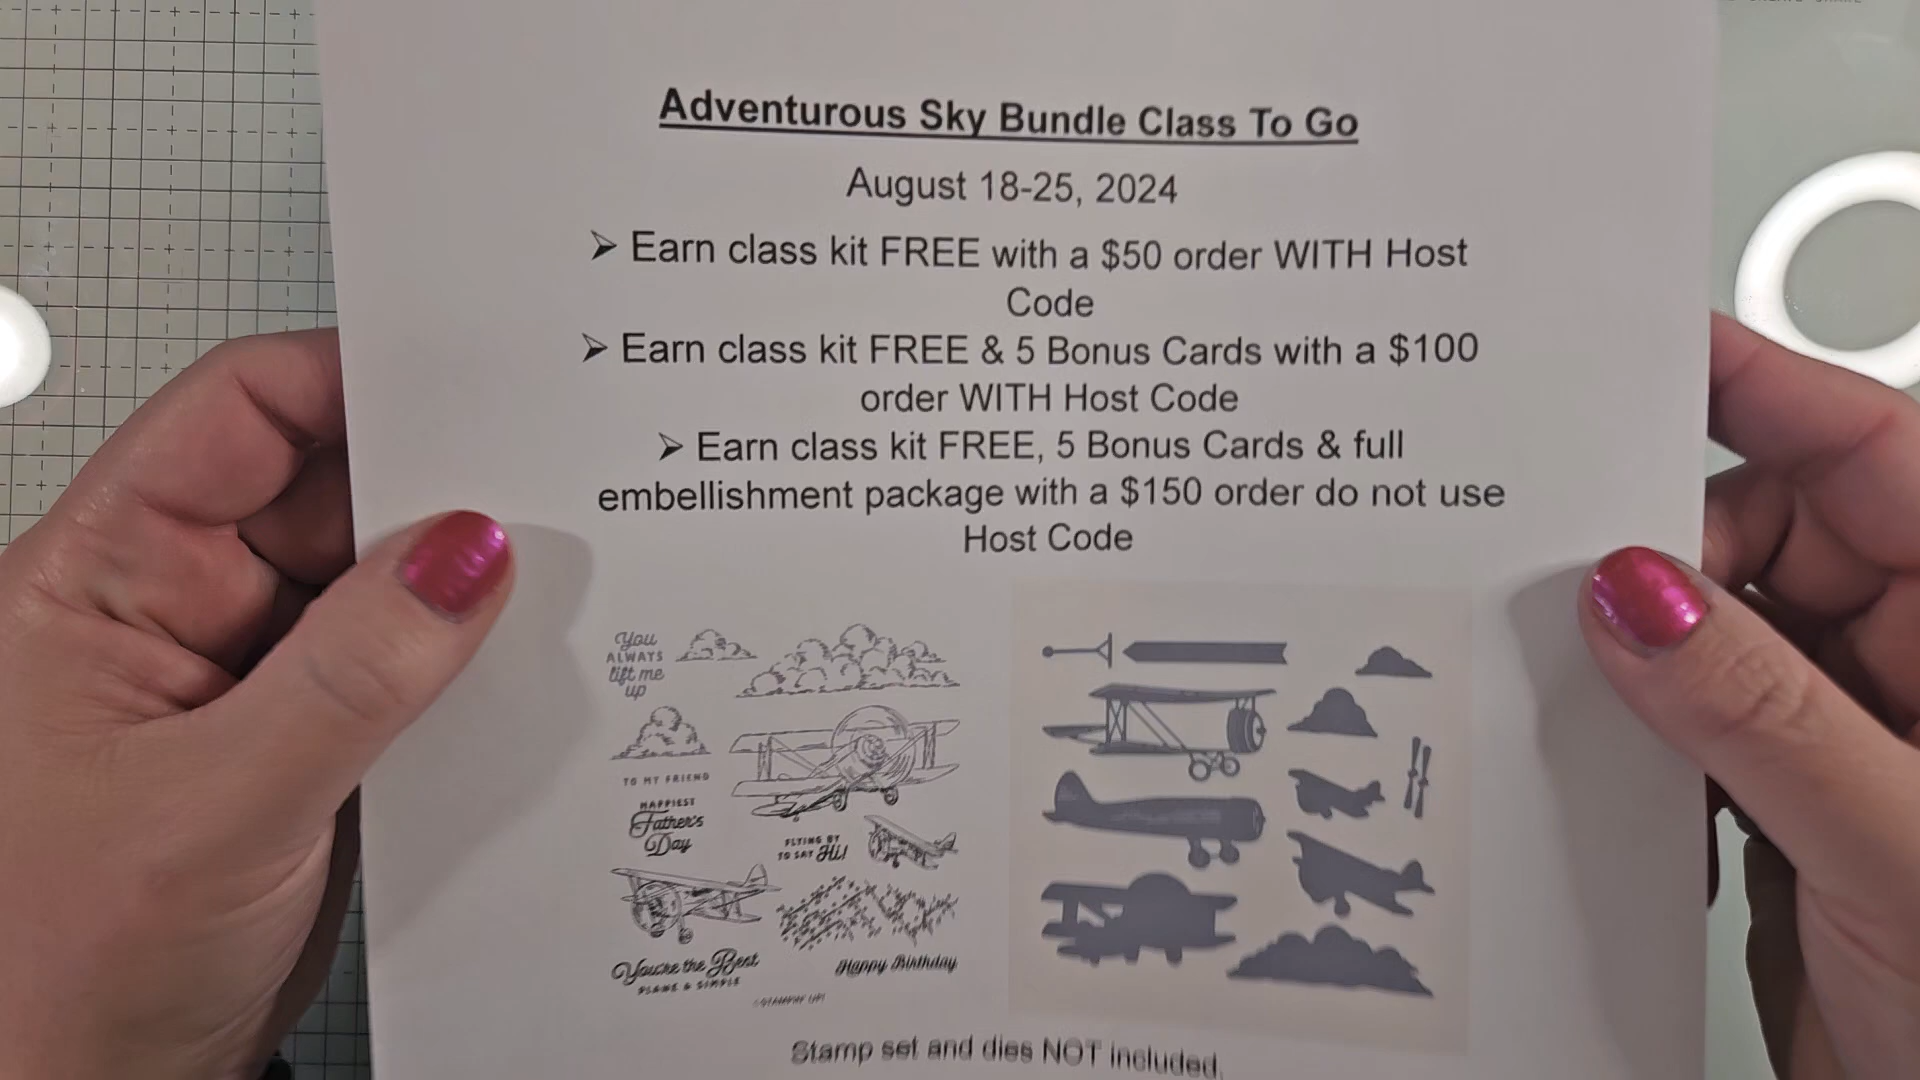 Adventurous Sky Bundle Class To Go
August 18-25, 2024
➢ Earn class kit FREE with a $50 order WITH Host
Code
➢ Earn class kit FREE & 5 Bonus Cards with a $100
order WITH Host Code
➢ Earn class kit FREE, 5 Bonus Cards & full
embellishment package with a $150 order do not use
Host Code
You
ALWAYS
lift me
up
TO MY FRIEND
HAPPIEST
Father's
Day
FLYING BY
TO SAY Hi!
You're the Best
PLANE & SIMPLE
Happy Birthday
©STAMPIN' UP!
Stamp set and dies NOT included.